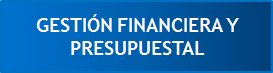 GESTIÓN FINANCIERA Y
PRESUPUESTAL